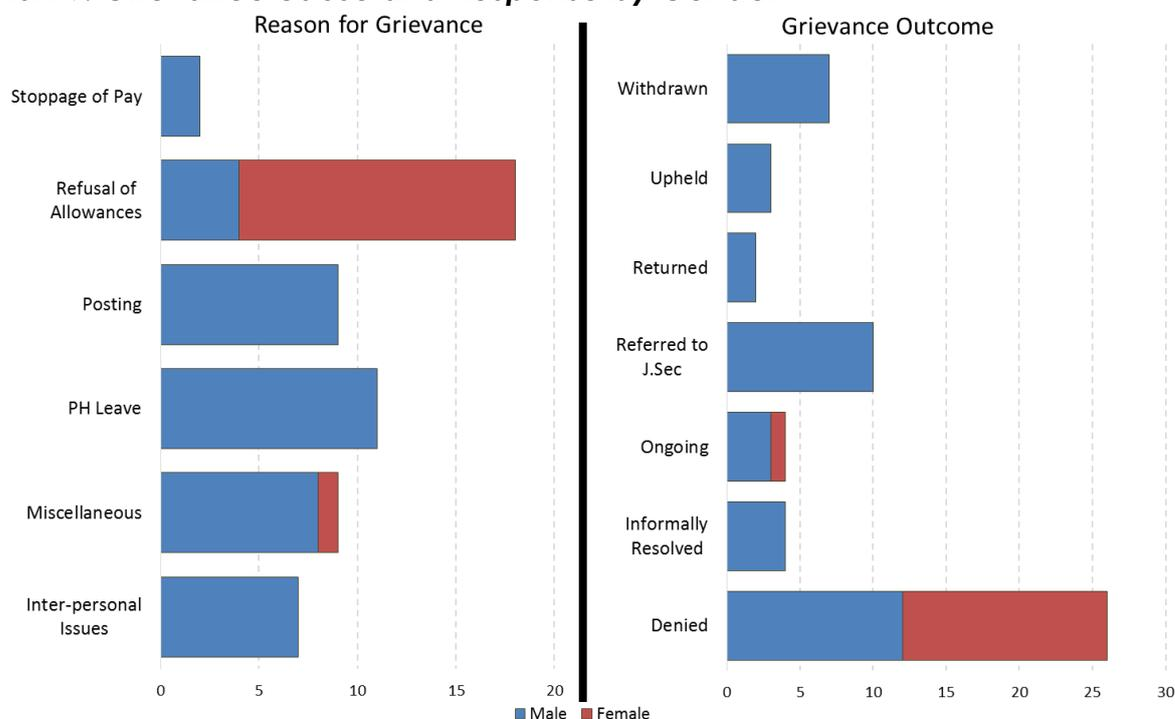 Reason for Grievance
Stoppage of Pay
Refusal of
Allowances
Posting
PH Leave
Miscellaneous
Inter-personal
Issues
0 5 10 15 20
Grievance Outcome
Withdrawn
Upheld
Returned
Referred to
J.Sec
Ongoing
Informally
Resolved
Denied
0 5 10 15 20 25 30
Male Female